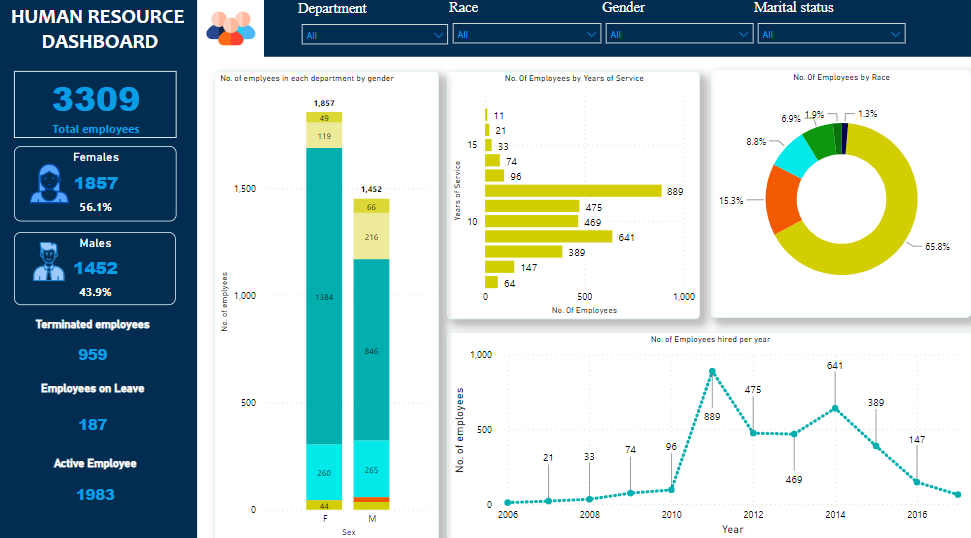 HUMAN RESOURCE
DASHBOARD
Department
Race
Gender
Marital status
All
All
All
All
3309
Total employees
Females
1857
56.1%
Males
1452
43.9%
Terminated employees
959
Employees on Leave
187
Active Employee
1983
No. of emplyees in each department by gender
No. of emplyees
1,500
1,000
500
0
1,857
49
119
1384
260
44
1,452
66
216
846
265
F
M
Sex
No. Of Employees by Years of Service
Years of Service
15
10
11
21
33
74
96
889
475
469
641
389
147
64
0
500
1,000
No. Of Employees
No. Of Employees by Race
6.9%
1.9%
1.3%
8.8%
15.3%
65.8%
No. of Employees hired per year
No. of employees
1,000
500
0
21
33
74
96
889
475
469
641
389
147
2006
2008
2010
2012
2014
2016
Year